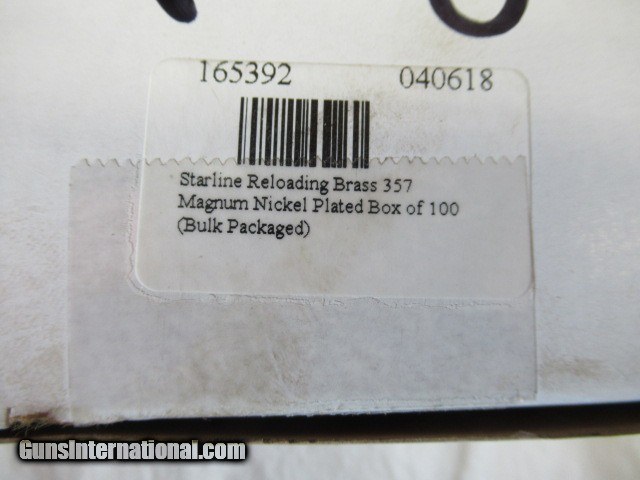 165392 040618
Starline Reloading Brass 357
Magnum Nickel Plated Box of 100
(Bulk Packaged)
GunsInternational.com